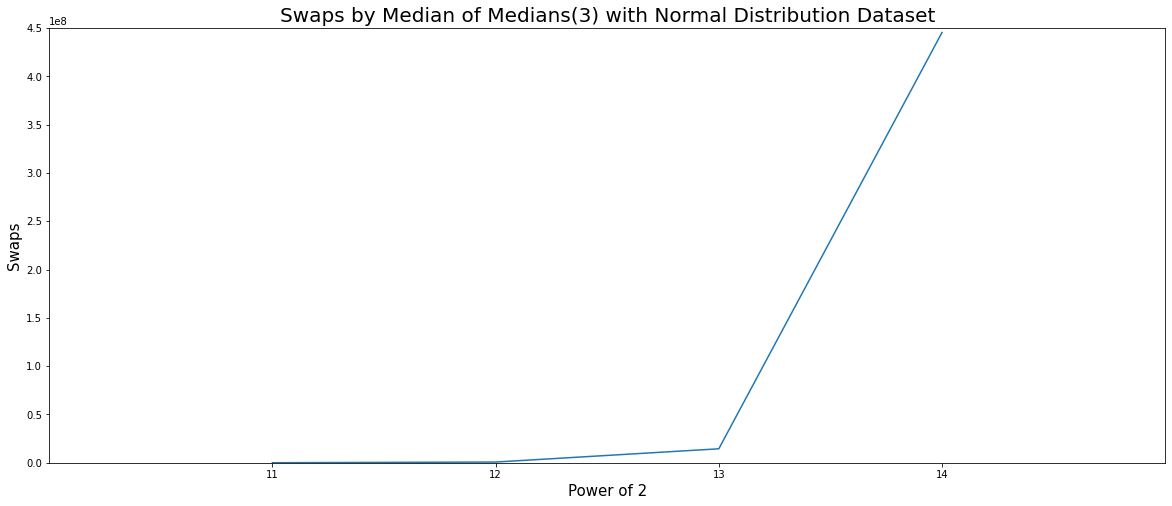 Swaps by Median of Medians(3) with Normal Distribution Dataset
1e8
4.5
4.0
3.5
3.0
2.5
2.0
1.5
1.0
0.5
0.0
Swaps
11 12 13 14
Power of 2